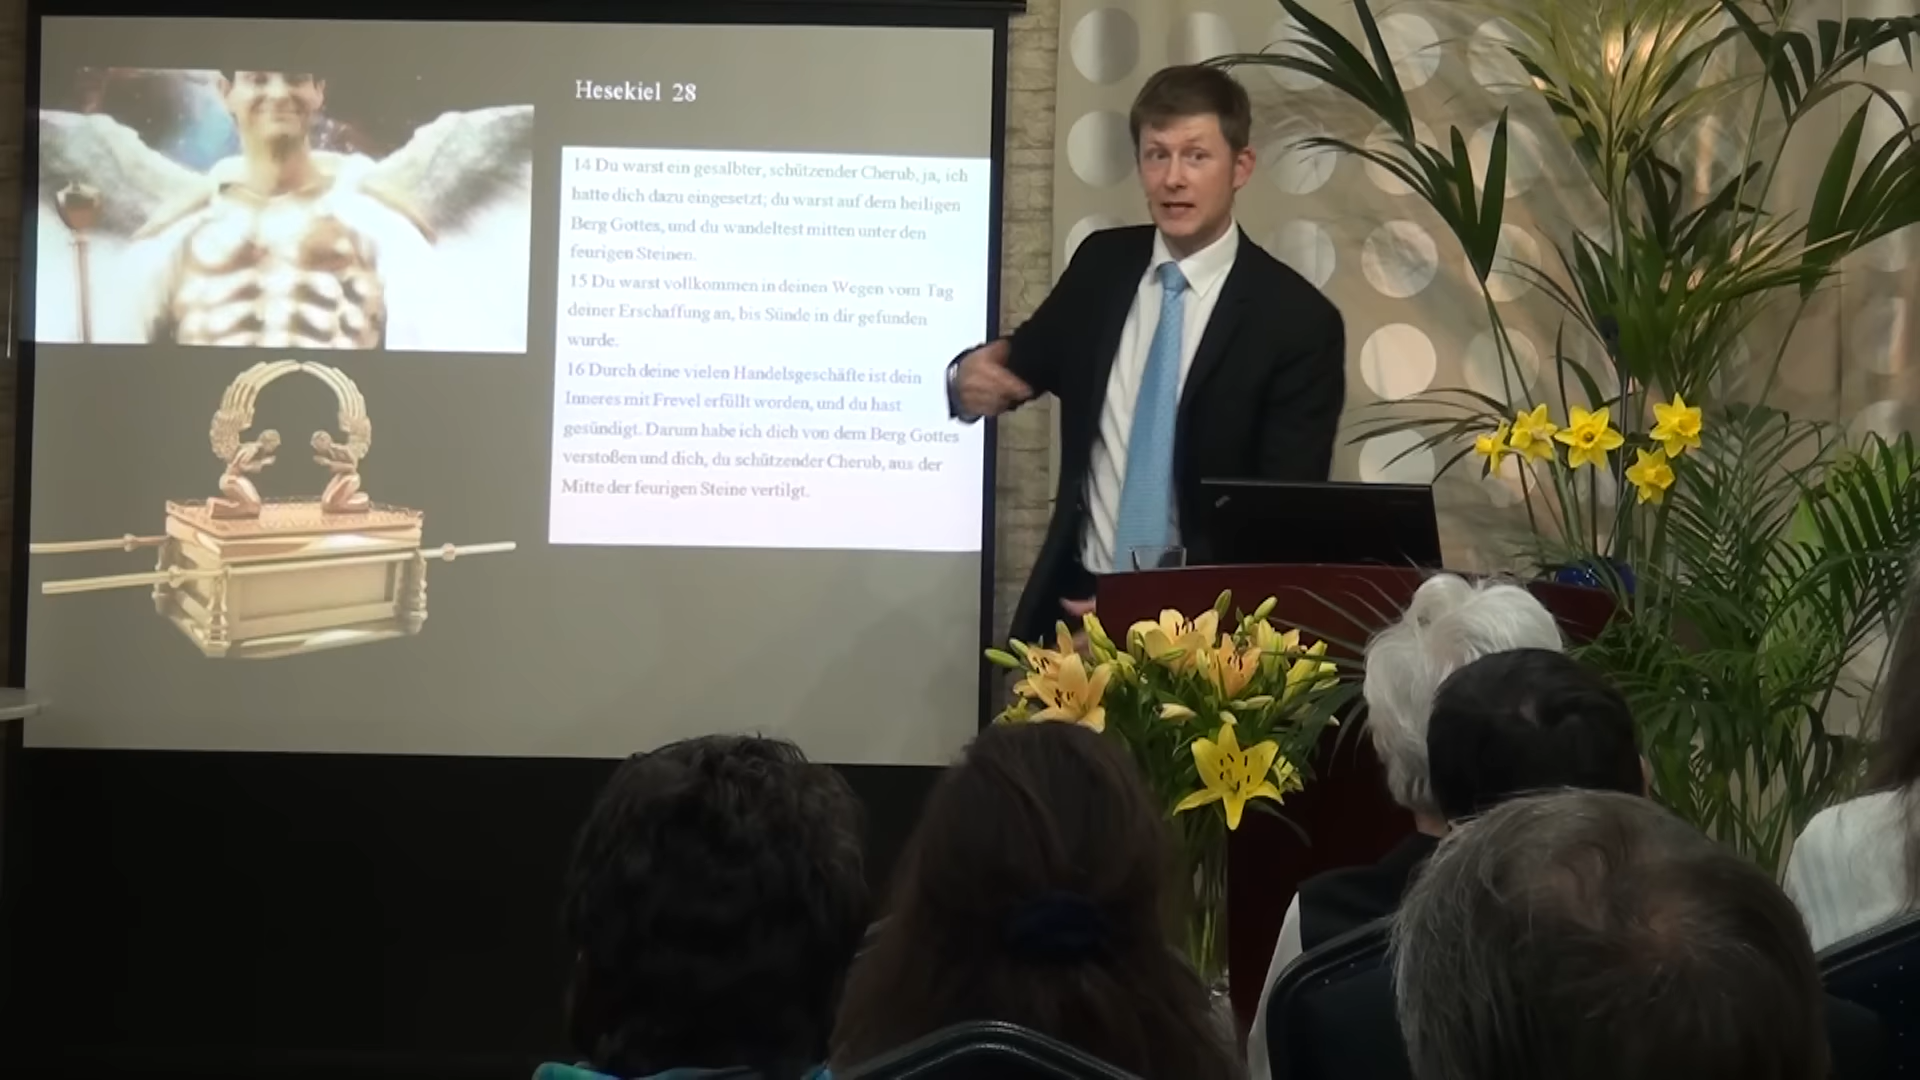 Hesekiel 28
14 Du warst ein gesalbter, schützender Cherub, ja, ich
hatte dich dazu eingesetzt; du warst auf dem heiligen
Berg Gottes, und du wandeltest mitten unter den
feurigen Steinen.
15 Du warst vollkommen in deinen Wegen vom Tag
deiner Erschaffung an, bis Sünde in dir gefunden
wurde.
16 Durch deine vielen Handelsgeschäfte ist dein
Inneres mit Frevel erfüllt worden, und du hast
gesündigt. Darum habe ich dich von dem Berg Gottes
verstoßen und dich, du schützender Cherub, aus der
Mitte der feurigen Steine vertilgt.